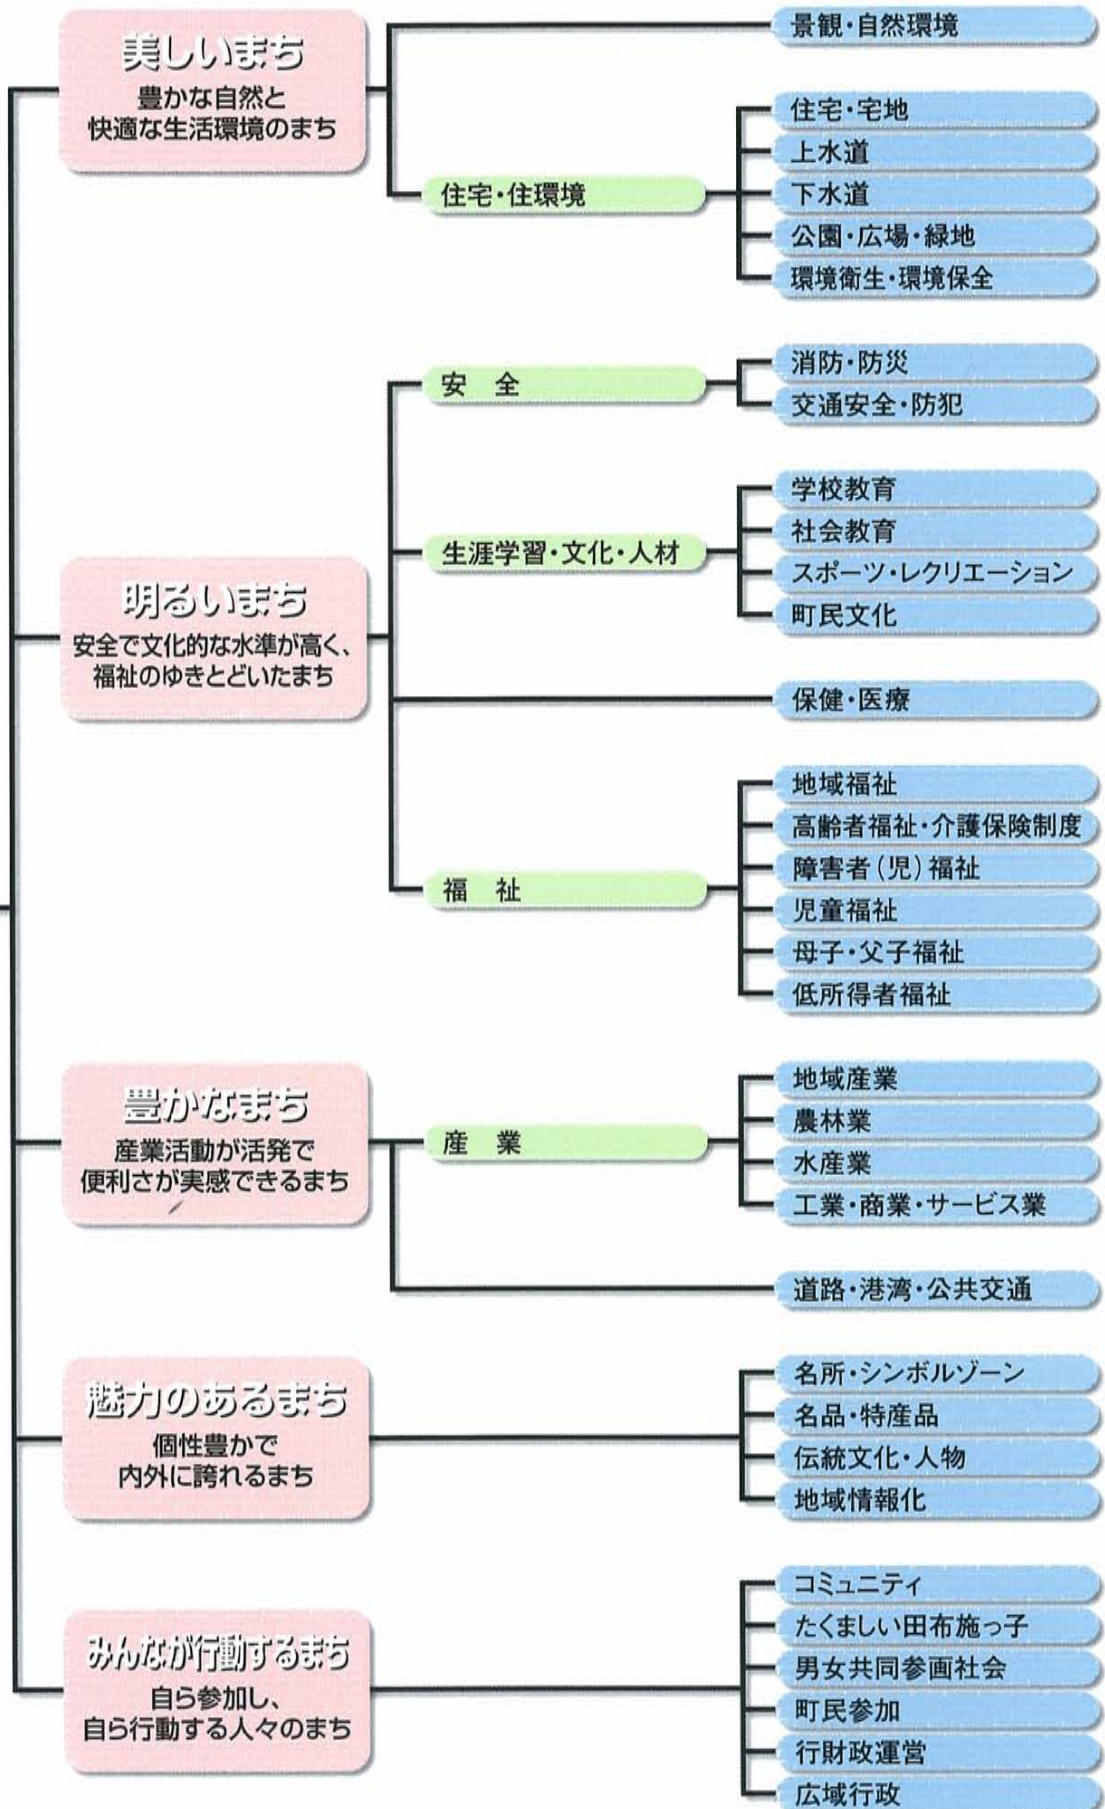 美しいまち
豊かな自然と
快適な生活環境のまち
景観・自然環境
住宅・住環境
住宅・宅地
上水道
下水道
公園・広場・緑地
環境衛生・環境保全
明るいまち
安全で文化的な水準が高く、
福祉のゆきとどいたまち
安　全
消防・防災
交通安全・防犯
生涯学習・文化・人材
学校教育
社会教育
スポーツ・レクリエーション
町民文化
保健・医療
福　祉
地域福祉
高齢者福祉・介護保険制度
障害者(児)福祉
児童福祉
母子・父子福祉
低所得者福祉
豊かなまち
産業活動が活発で
便利さが実感できるまち
産　業
地域産業
農林業
水産業
工業・商業・サービス業
道路・港湾・公共交通
魅力のあるまち
個性豊かで
内外に誇れるまち
名所・シンボルゾーン
名品・特産品
伝統文化・人物
地域情報化
みんなが行動するまち
自ら参加し、
自ら行動する人々のまち
コミュニティ
たくましい田布施っ子
男女共同参画社会
町民参加
行財政運営
広域行政